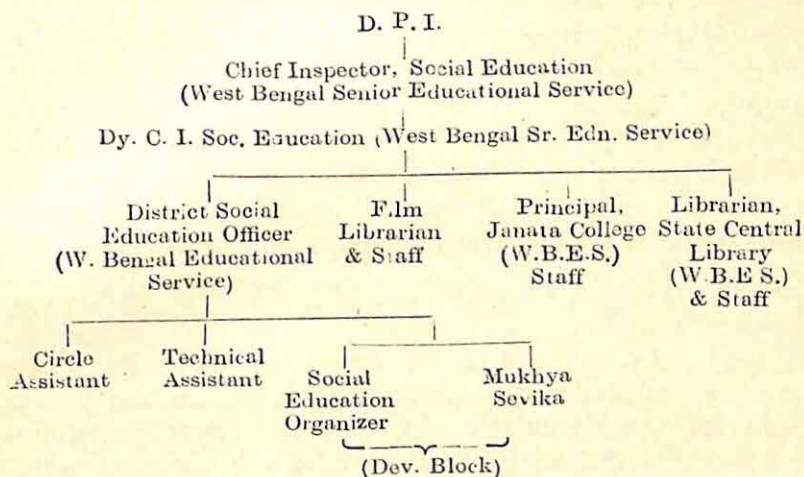 D. P. I.
Chief Inspector, Social Education
(West Bengal Senior Educational Service)
Dy. C. I. Soc. Education (West Bengal Sr. Edn. Service)
District Social
Education Officer
(W. Bengal Educational
Service)
Film
Librarian
& Staff
Principal,
Janata College
(W.B.E.S.)
Staff
Librarian,
State Central
Library
(W.B.E S.)
& Staff
Circle
Assistant
Technical
Assistant
Social
Education
Organizer
Mukhya
Sevika
(Dev. Block)